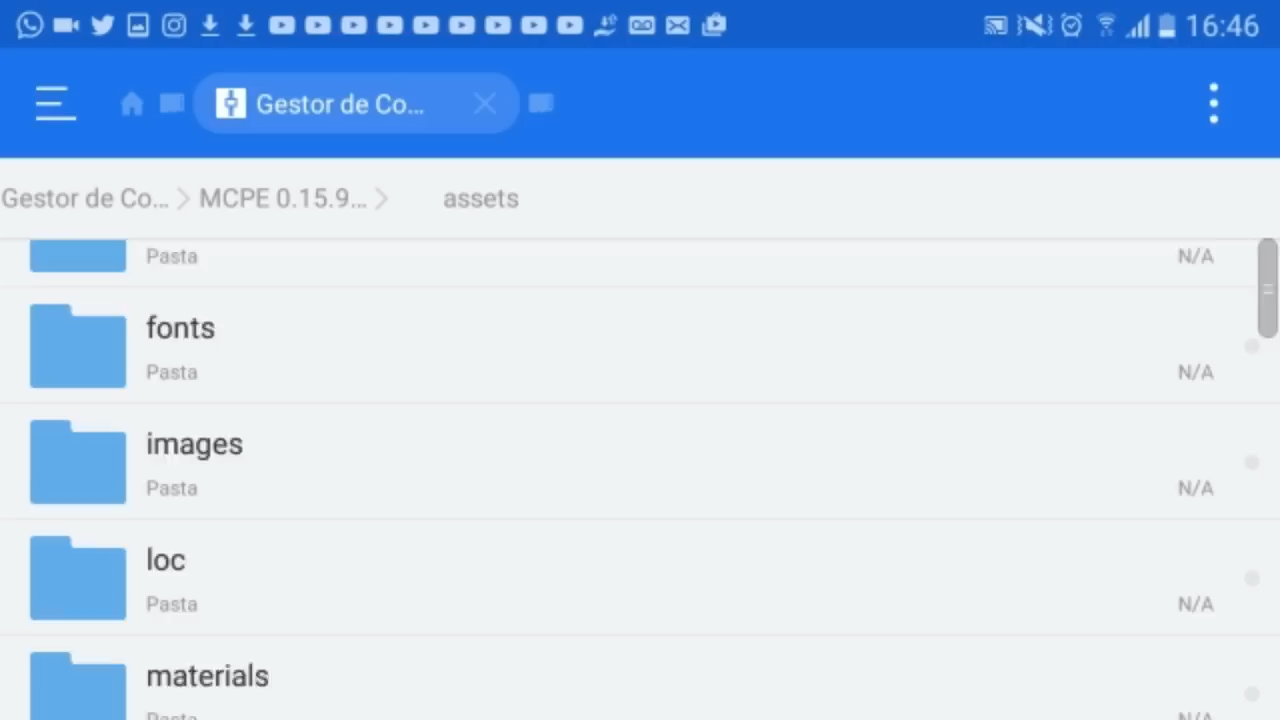 16:46
Gestor de Co...
Gestor de Co... MCPE 0.15.9... assets
Pasta N/A
fonts
Pasta N/A
images
Pasta N/A
loc
Pasta N/A
materials
Pasta N/A